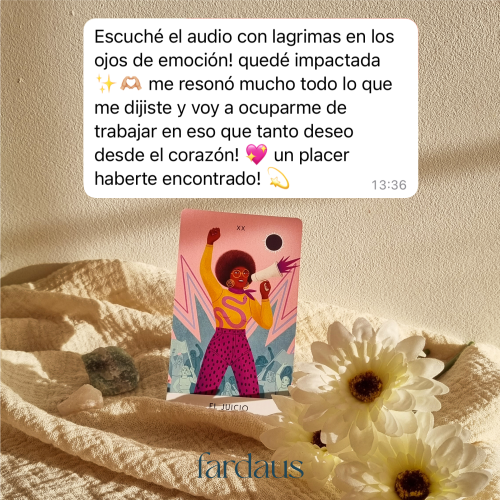 Escuché el audio con lagrimas en los
ojos de emoción! quedé impactada
✨🫶🏼 me resonó mucho todo lo que
me dijiste y voy a ocuparme de
trabajar en eso que tanto deseo
desde el corazón! 💖 un placer
haberte encontrado! 💫
13:36
XX
EL JUICIO
fardaus